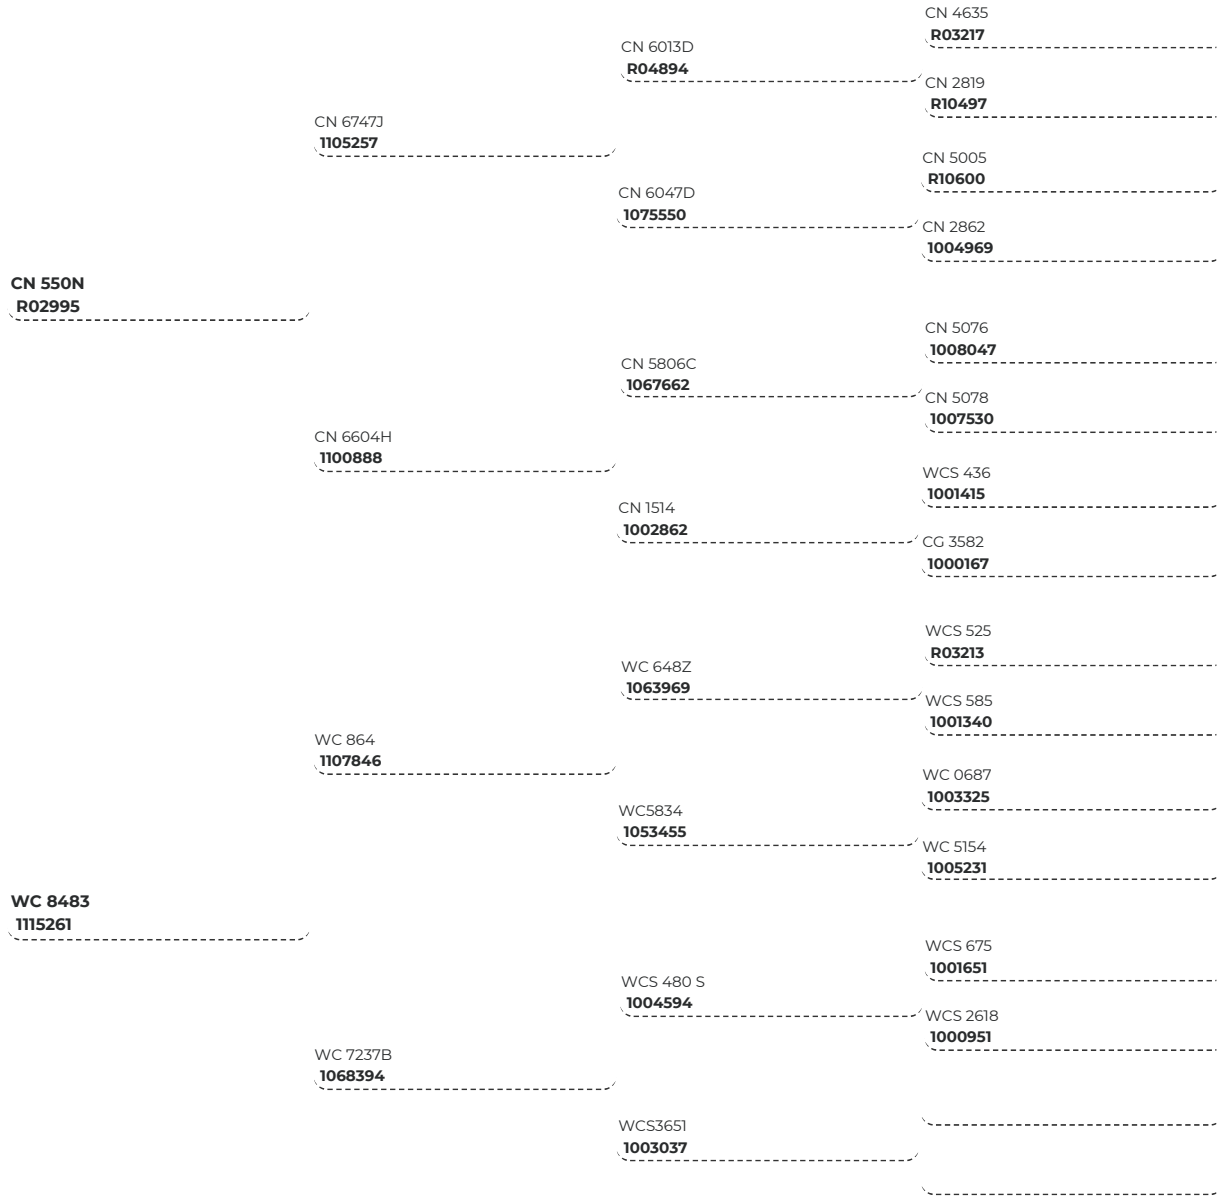 CN 4635
R03217
CN 6013D
R04894
CN 2819
R10497
CN 6747J
1105257
CN 5005
R10600
CN 6047D
1075550
CN 2862
1004969
CN 550N
R02995
CN 5076
1008047
CN 5806C
1067662
CN 5078
1007530
CN 6604H
1100888
WCS 436
1001415
CN 1514
1002862
CG 3582
1000167
WCS 525
R03213
WC 648Z
1063969
WCS 585
1001340
WC 864
1107846
WC 0687
1003325
WC5834
1053455
WC 5154
1005231
WC 8483
1115261
WCS 675
1001651
WCS 480 S
1004594
WCS 2618
1000951
WC 7237B
1068394
WCS3651
1003037